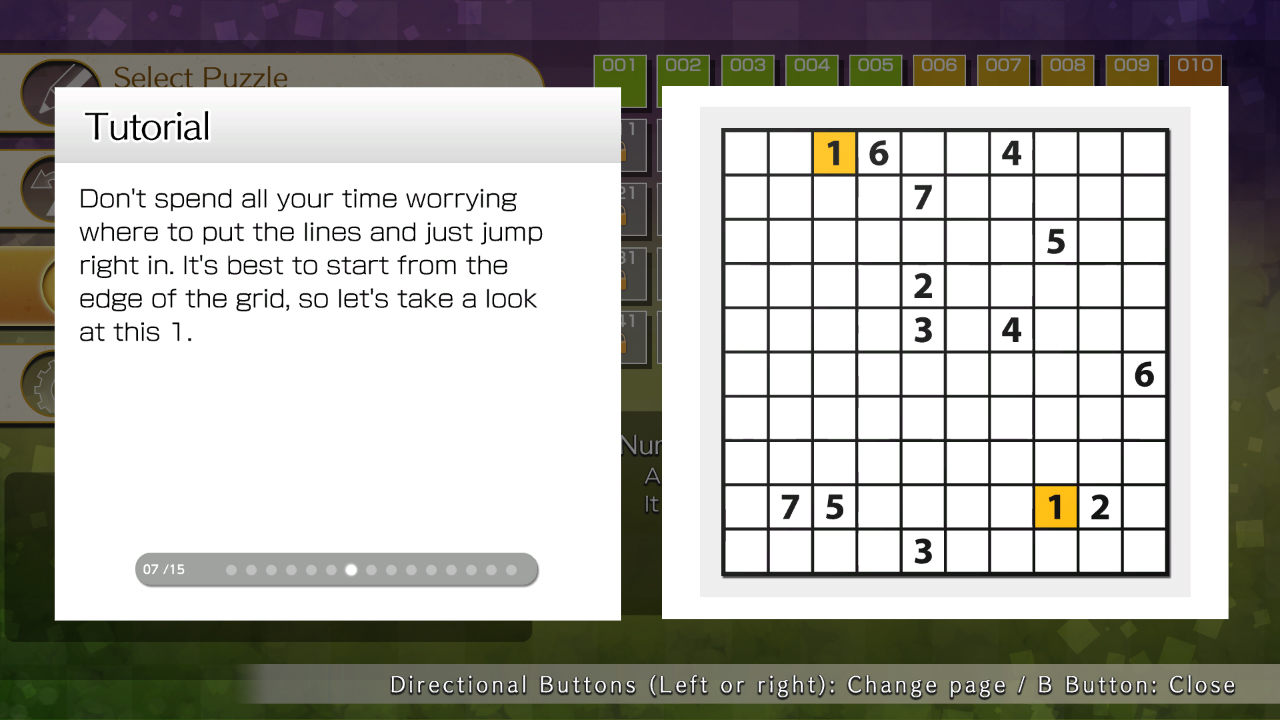 Select Puzzle
001 002 003 004 005 006 007 008 009 010
Tutorial
Don't spend all your time worrying
where to put the lines and just jump
right in. It's best to start from the
edge of the grid, so let's take a look
at this 1.
07 /15
1 6 4
7
5
2
3 4
6
7 5 1 2
3
Directional Buttons (Left or right): Change page / B Button: Close